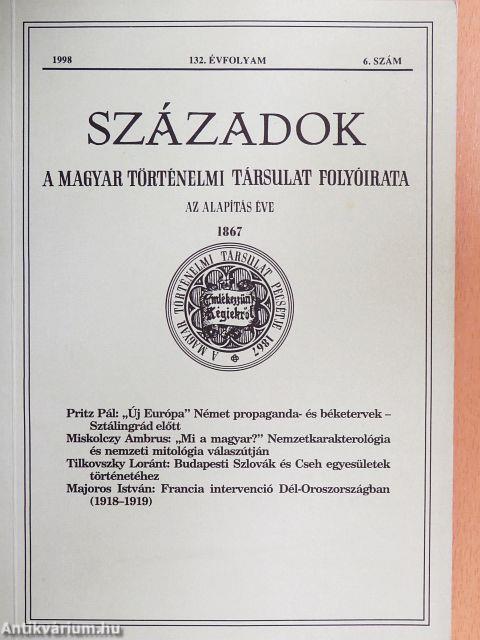 1998 132. ÉVFOLYAM 6. SZÁM
SZÁZADOK
A MAGYAR TÖRTÉNELMI TÁRSULAT FOLYÓIRATA
AZ ALAPÍTÁS ÉVE
1867
A MAGYAR TÖRTÉNELMI TÁRSULAT PECSÉTJE 1867
Emlékezzünk
Régiekről
Pritz Pál: „Új Európa” Német propaganda- és béketervek –
Sztálingrád előtt
Miskolczy Ambrus: „Mi a magyar?” Nemzetkarakterológia
és nemzeti mitológia válaszútján
Tilkovszky Loránt: Budapesti Szlovák és Cseh egyesületek
történetéhez
Majoros István: Francia intervenció Dél-Oroszországban
(1918–1919)
Antikvárium.hu